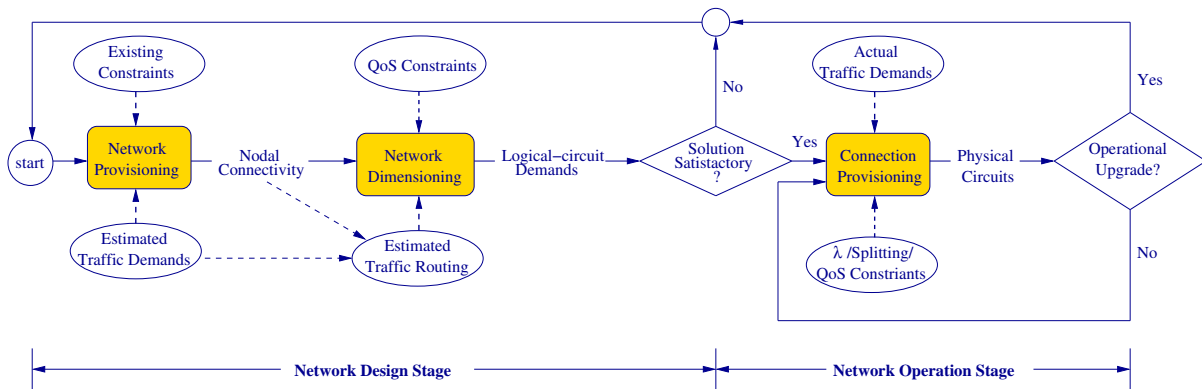 Existing
Constraints
QoS Constraints
Actual
Traffic Demands
Yes
No
start
Network
Provisioning
Nodal
Connectivity
Network
Dimensioning
Logical−circuit
Demands
Solution
Satistactory
?
Yes
Connection
Provisioning
Physical
Circuits
Operational
Upgrade?
Estimated
Traffic Demands
Estimated
Traffic Routing
λ /Splitting/
QoS Constriants
No
Network Design Stage
Network Operation Stage